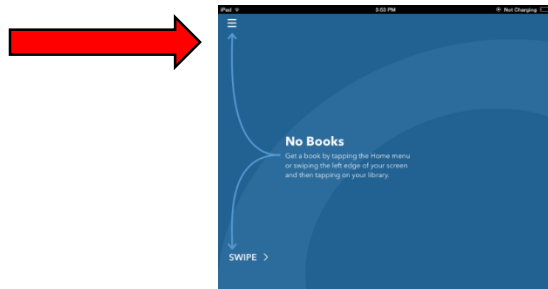 iPad
5:03 PM
Not Charging
No Books
Get a book by tapping the Home menu
or swiping the left edge of your screen
and then tapping on your library.
SWIPE >